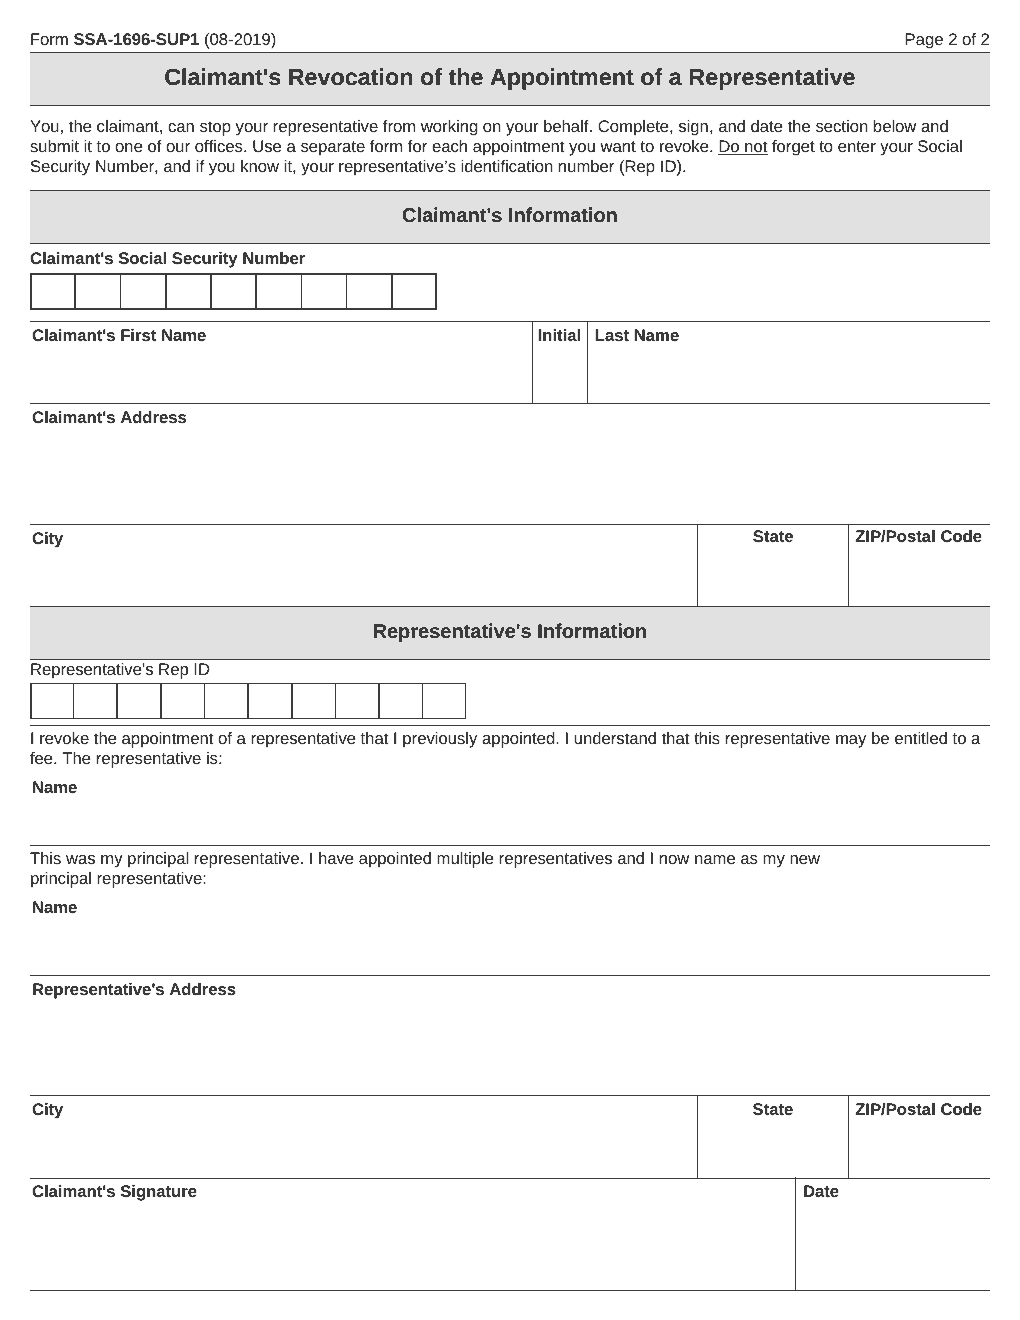 Form SSA-1696-SUP1 (08-2019)
Page 2 of 2
Claimant's Revocation of the Appointment of a Representative
You, the claimant, can stop your representative from working on your behalf. Complete, sign, and date the section below and
submit it to one of our offices. Use a separate form for each appointment you want to revoke. Do not forget to enter your Social
Security Number, and if you know it, your representative’s identification number (Rep ID).
Claimant's Information
Claimant's Social Security Number
Claimant's First Name
Initial
Last Name
Claimant's Address
City
State
ZIP/Postal Code
Representative's Information
Representative's Rep ID
I revoke the appointment of a representative that I previously appointed. I understand that this representative may be entitled to a
fee. The representative is:
Name
This was my principal representative. I have appointed multiple representatives and I now name as my new
principal representative:
Name
Representative's Address
City
State
ZIP/Postal Code
Claimant's Signature
Date